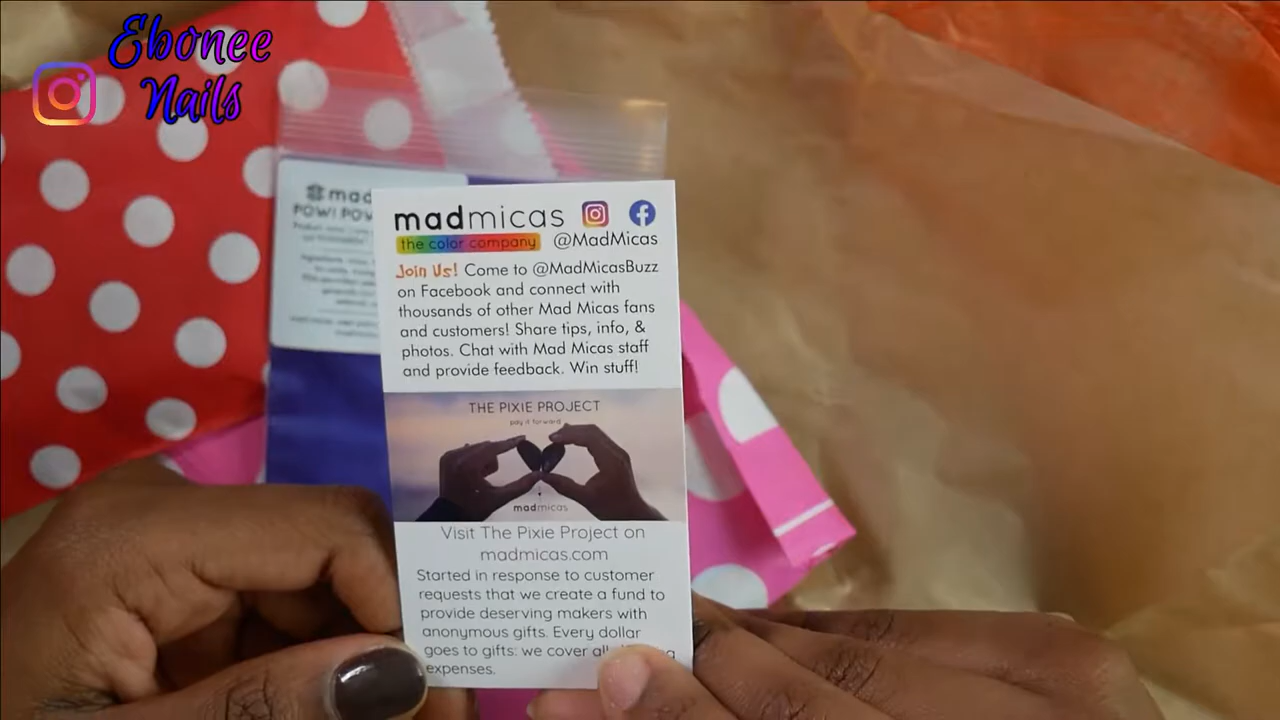 Ebonee
Nails
mad
POW! POW
madmicas
the color company @MadMicas
Join Us! Come to @MadMicasBuzz
on Facebook and connect with
thousands of other Mad Micas fans
and customers! Share tips, info, &
photos. Chat with Mad Micas staff
and provide feedback. Win stuff!
THE PIXIE PROJECT
pay it forward
madmicas
Visit The Pixie Project on
madmicas.com
Started in response to customer
requests that we create a fund to
provide deserving makers with
anonymous gifts. Every dollar
goes to gifts: we cover all
expenses.